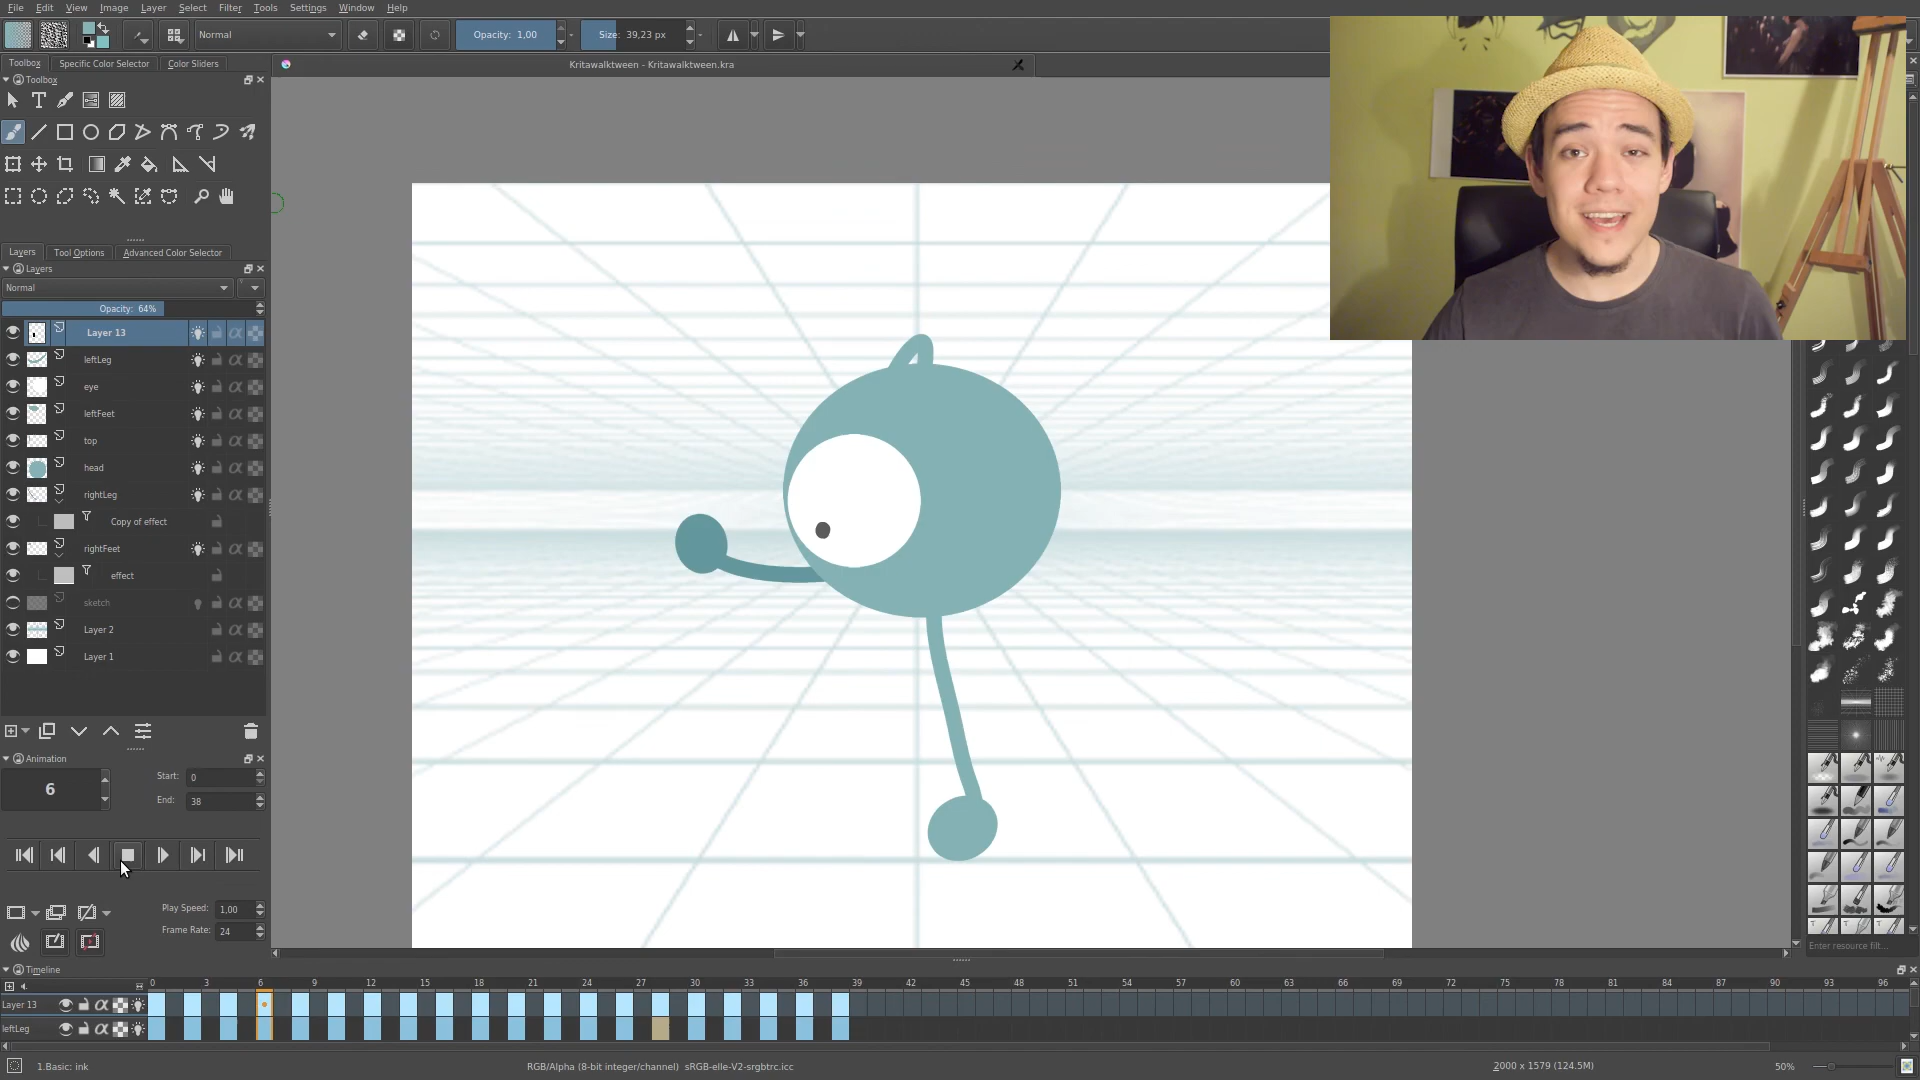 File Edit View Image Layer Select Filter Tools Settings Window Help
Normal Opacity: 1,00 Size: 39,23 px
Toolbox Specific Color Selector Color Sliders
Kritawalktween - Kritawalktween.kra
Toolbox
Layers Tool Options Advanced Color Selector
Layers
Normal
Opacity: 64%
Layer 13
leftLeg
eye
leftFeet
top
head
rightLeg
Copy of effect
rightFeet
effect
sketch
Layer 2
Layer 1
Animation
6 Start: 0
End: 38
Play Speed: 1,00
Frame Rate: 24
Enter resource filt...
Timeline
0 3 6 9 12 15 18 21 24 27 30 33 36 39 42 45 48 51 54 57 60 63 66 69 72 75 78 81 84 87 90 93 96
Layer 13
leftLeg
1.Basic: ink RGB/Alpha (8-bit integer/channel) sRGB-elle-V2-srgbtrc.icc 2000 x 1579 (124.5M) 50%